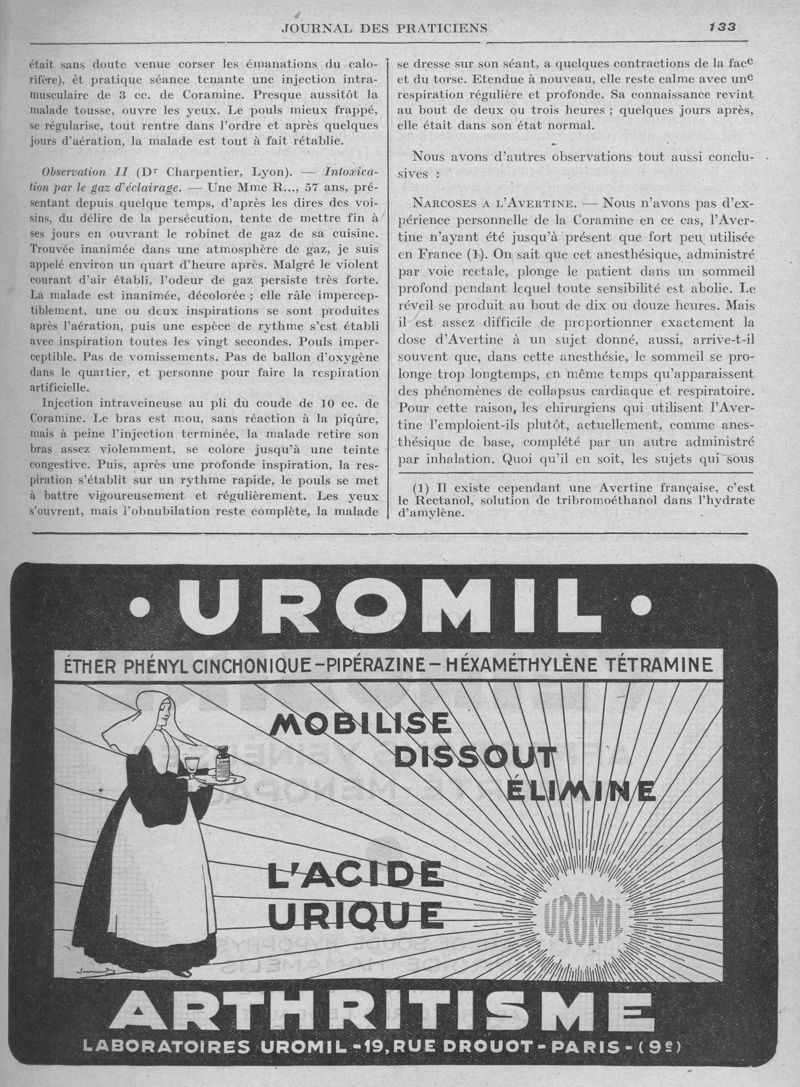 JOURNAL DES PRATICIENS
133
était sans doute venue corser les émanations du calo-
rifère), et pratique séance tenante une injection intra-
musculaire de 3 cc. de Coramine. Presque aussitôt la
malade tousse, ouvre les yeux. Le pouls mieux frappé,
se régularise, tout rentre dans l'ordre et après quelques
jours d'aération, la malade est tout à fait rétablie.
Observation II (Dr Charpentier, Lyon). — Intoxica-
tion par le gaz d'éclairage. — Une Mme R..., 57 ans, pré-
sentant depuis quelque temps, d'après les dires des voi-
sins, du délire de la persécution, tente de mettre fin à
ses jours en ouvrant le robinet de gaz de sa cuisine.
Trouvée inanimée dans une atmosphère de gaz, je suis
appelé environ un quart d'heure après. Malgré le violent
courant d'air établi, l'odeur de gaz persiste très forte.
La malade est inanimée, décolorée ; elle râle impercep-
tiblement, une ou deux inspirations se sont produites
après l'aération, puis une espèce de rythme s'est établi
avec inspiration toutes les vingt secondes. Pouls imper-
ceptible. Pas de vomissements. Pas de ballon d'oxygène
dans le quartier, et personne pour faire la respiration
artificielle.
Injection intraveineuse au pli du coude de 10 cc. de
Coramine. Le bras est mou, sans réaction à la piqûre,
mais à peine l'injection terminée, la malade retire son
bras assez violemment, se colore jusqu'à une teinte
congestive. Puis, après une profonde inspiration, la res-
piration s'établit sur un rythme rapide, le pouls se met
à battre vigoureusement et régulièrement. Les yeux
s'ouvrent, mais l'obnubilation reste complète, la malade
se dresse sur son séant, a quelques contractions de la face
et du torse. Etendue à nouveau, elle reste calme avec une
respiration régulière et profonde. Sa connaissance revint
au bout de deux ou trois heures ; quelques jours après,
elle était dans son état normal.
Nous avons d'autres observations tout aussi conclu-
sives :
NARCOSES A L'AVERTINE. — Nous n'avons pas d'ex-
périence personnelle de la Coramine en ce cas, l'Aver-
tine n'ayant été jusqu'à présent que fort peu utilisée
en France (1). On sait que cet anesthésique, administré
par voie rectale, plonge le patient dans un sommeil
profond pendant lequel toute sensibilité est abolie. Le
réveil se produit au bout de dix ou douze heures. Mais
il est assez difficile de proportionner exactement la
dose d'Avertine à un sujet donné, aussi, arrive-t-il
souvent que, dans cette anesthésie, le sommeil se pro-
longe trop longtemps, en même temps qu'apparaissent
des phénomènes de collapsus cardiaque et respiratoire.
Pour cette raison, les chirurgiens qui utilisent l'Aver-
tine l'emploient-ils plutôt, actuellement, comme anes-
thésique de base, complété par un autre administré
par inhalation. Quoi qu'il en soit, les sujets qui sous
(1) Il existe cependant une Avertine française, c'est
le Rectanol, solution de tribromoéthanol dans l'hydrate
d'amylène.
• UROMIL •
ÉTHER PHÉNYL CINCHONIQUE – PIPÉRAZINE – HÉXAMÉTHYLÈNE TÉTRAMINE
MOBILISE
DISSOUT
ÉLIMINE
L'ACIDE
URIQUE
UROMIL
ARTHRITISME
LABORATOIRES UROMIL - 19, RUE DROUOT - PARIS - (9e)